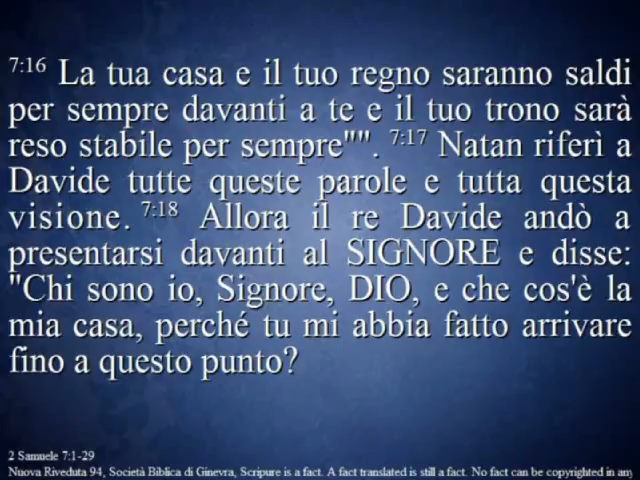 7:16 La tua casa e il tuo regno saranno saldi
per sempre davanti a te e il tuo trono sarà
reso stabile per sempre"". 7:17 Natan riferì a
Davide tutte queste parole e tutta questa
visione. 7:18 Allora il re Davide andò a
presentarsi davanti al SIGNORE e disse:
"Chi sono io, Signore, DIO, e che cos'è la
mia casa, perché tu mi abbia fatto arrivare
fino a questo punto?
2 Samuele 7:1-29
Nuova Riveduta 94, Società Biblica di Ginevra, Scripure is a fact. A fact translated is still a fact. No fact can be copyrighted in any